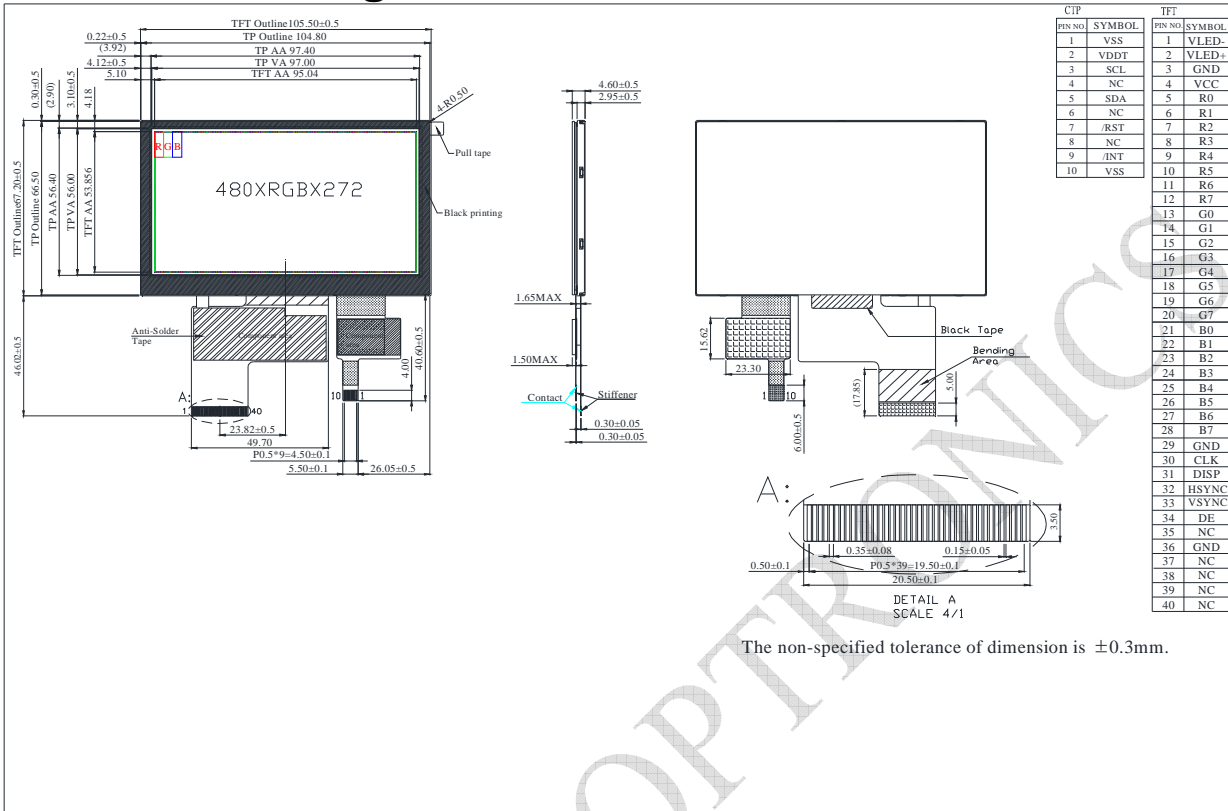 TFT Outline105.50±0.5
0.22±0.5
TP Outline 104.80
(3.92)
TP AA 97.40
4.12±0.5
TP VA 97.00
5.10
TFT AA 95.04
0.30±0.5
(2.90)
3.10±0.5
4.18
4-R0.50
TFT Outline67.20±0.5
TP Outline 66.50
TP AA 56.40
TP VA 56.00
TFT AA 53.856
RGB
480XRGBX272
Pull tape
Black printing
Anti-Solder
Tape
46.02±0.5
4.00
40.60±0.5
A:
1
40
10
1
23.82±0.5
49.70
P0.5*9=4.50±0.1
5.50±0.1
26.05±0.5
4.60±0.5
2.95±0.5
1.65MAX
1.50MAX
Contact
Stiffener
0.30±0.05
0.30±0.05
15.62
23.30
Black Tape
Bending
Area
(17.85)
5.00
1
10
6.00±0.5
A:
3.50
0.35±0.08
0.15±0.05
0.50±0.1
P0.5*39=19.50±0.1
20.50±0.1
DETAIL A
SCALE 4/1
The non-specified tolerance of dimension is ±0.3mm.
CTP
PIN NO. SYMBOL
1 VSS
2 VDDT
3 SCL
4 NC
5 SDA
6 NC
7 /RST
8 NC
9 /INT
10 VSS
TFT
PIN NO. SYMBOL
1 VLED-
2 VLED+
3 GND
4 VCC
5 R0
6 R1
7 R2
8 R3
9 R4
10 R5
11 R6
12 R7
13 G0
14 G1
15 G2
16 G3
17 G4
18 G5
19 G6
20 G7
21 B0
22 B1
23 B2
24 B3
25 B4
26 B5
27 B6
28 B7
29 GND
30 CLK
31 DISP
32 HSYNC
33 VSYNC
34 DE
35 NC
36 GND
37 NC
38 NC
39 NC
40 NC
OPTRONICS